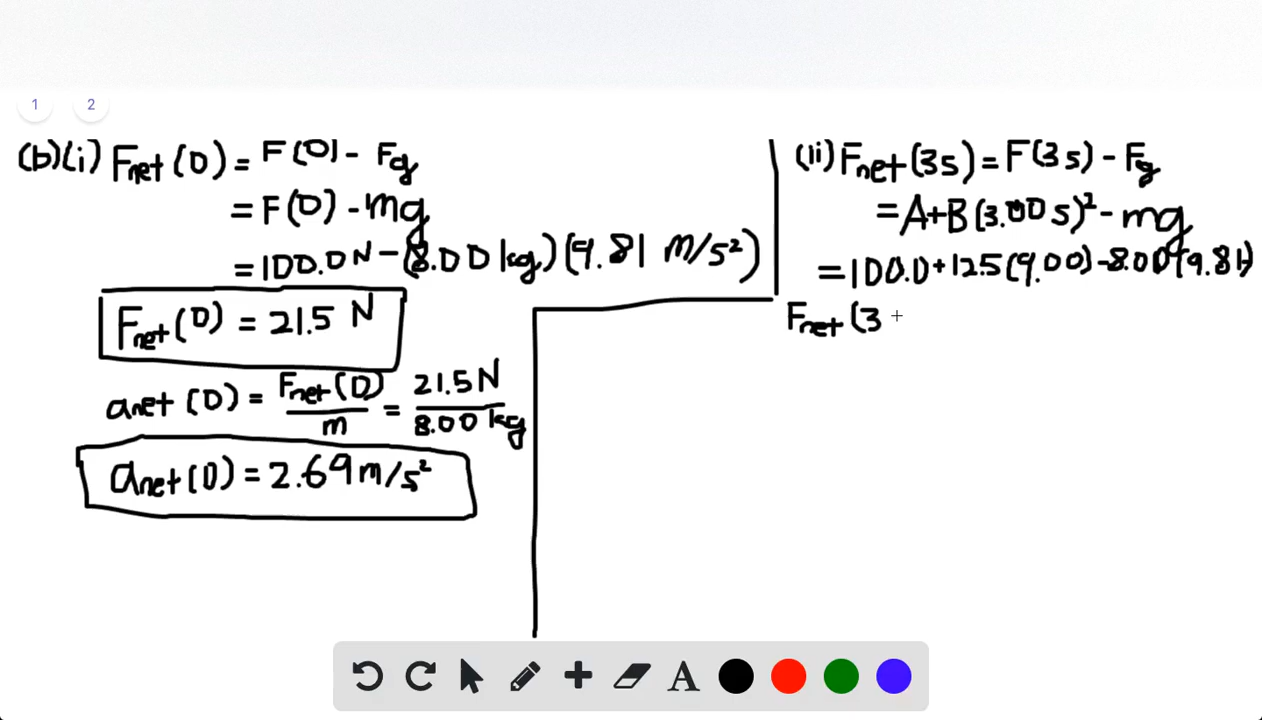 1 2
(b)(i) Fnet(0) = F(0) - Fg
= F(0) - mg
= 100.0 N - (8.00 kg)(9.81 m/s²)
Fnet(0) = 21.5 N
anet(0) = Fnet(0)/m = 21.5 N/8.00 kg
anet(0) = 2.69 m/s²
(ii) Fnet(3s) = F(3s) - Fg
= A+B(3.00 s)² - mg
= 100.0+12.5(9.00)-8.00(9.81)
Fnet(3
A